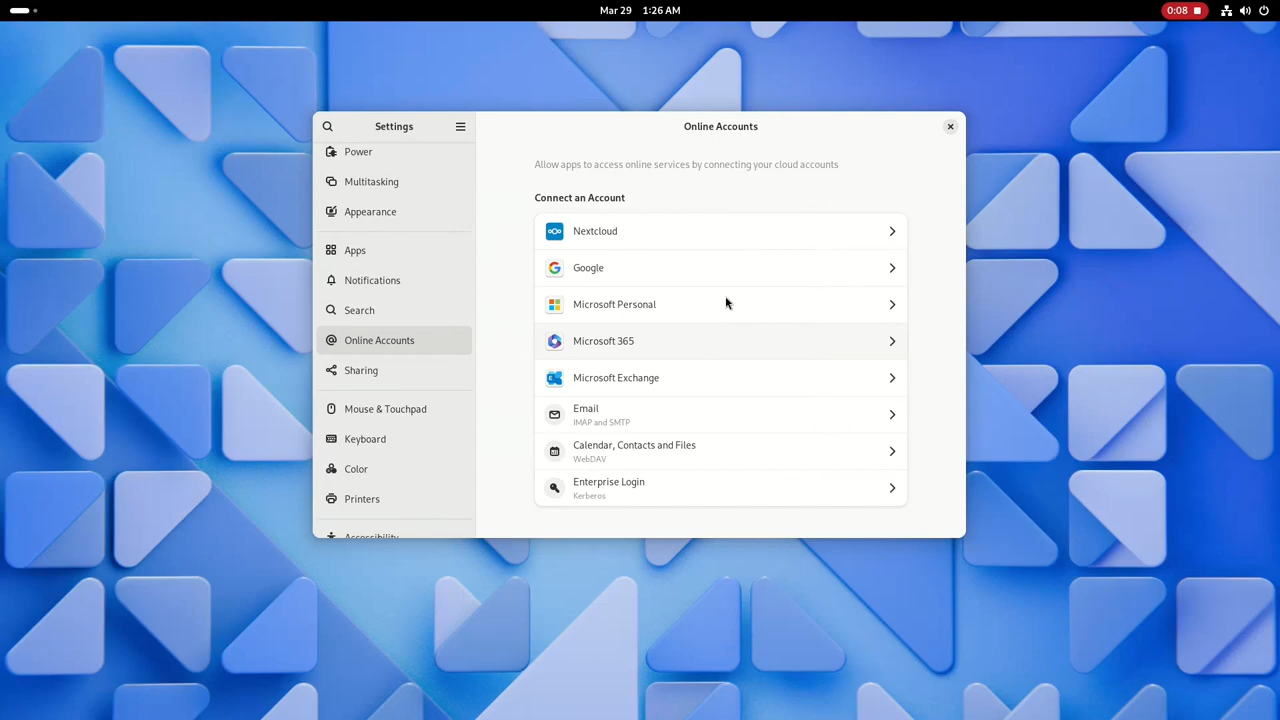 Mar 29 1:26 AM
0:08
Settings
Online Accounts
Power
Multitasking
Appearance
Apps
Notifications
Search
Online Accounts
Sharing
Mouse & Touchpad
Keyboard
Color
Printers
Accessibility
Allow apps to access online services by connecting your cloud accounts
Connect an Account
Nextcloud
Google
Microsoft Personal
Microsoft 365
Microsoft Exchange
Email
IMAP and SMTP
Calendar, Contacts and Files
WebDAV
Enterprise Login
Kerberos